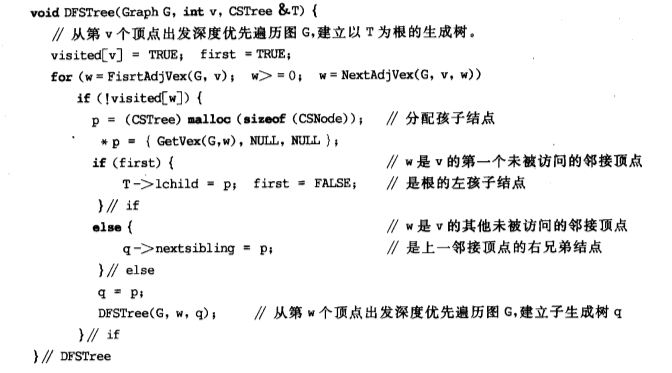 void DFSTree(Graph G, int v, CSTree &T) {
// 从第 v 个顶点出发深度优先遍历图 G,建立以 T 为根的生成树。
visited[v] = TRUE; first = TRUE;
for (w = FisrtAdjVex(G, v); w> = 0; w = NextAdjVex(G, v, w))
if (!visited[w]) {
p = (CSTree) malloc (sizeof (CSNode)); // 分配孩子结点
* p = { GetVex(G,w), NULL, NULL };
if (first) { // w 是 v 的第一个未被访问的邻接顶点
T->lchild = p; first = FALSE; // 是根的左孩子结点
}// if
else { // w 是 v 的其他未被访问的邻接顶点
q->nextsibling = p; // 是上一邻接顶点的右兄弟结点
}// else
q = p;
DFSTree(G, w, q); // 从第 w 个顶点出发深度优先遍历图 G,建立子生成树 q
}// if
}// DFSTree